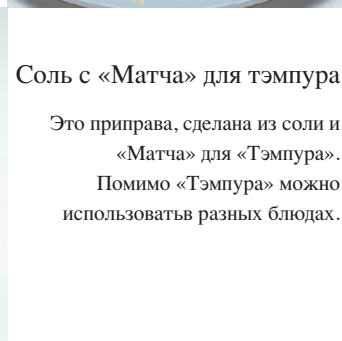 Соль с «Матча» для тэмпура
Это приправа, сделана из соли и
«Матча» для «Тэмпура».
Помимо «Тэмпура» можно
использоватьв разных блюдах.